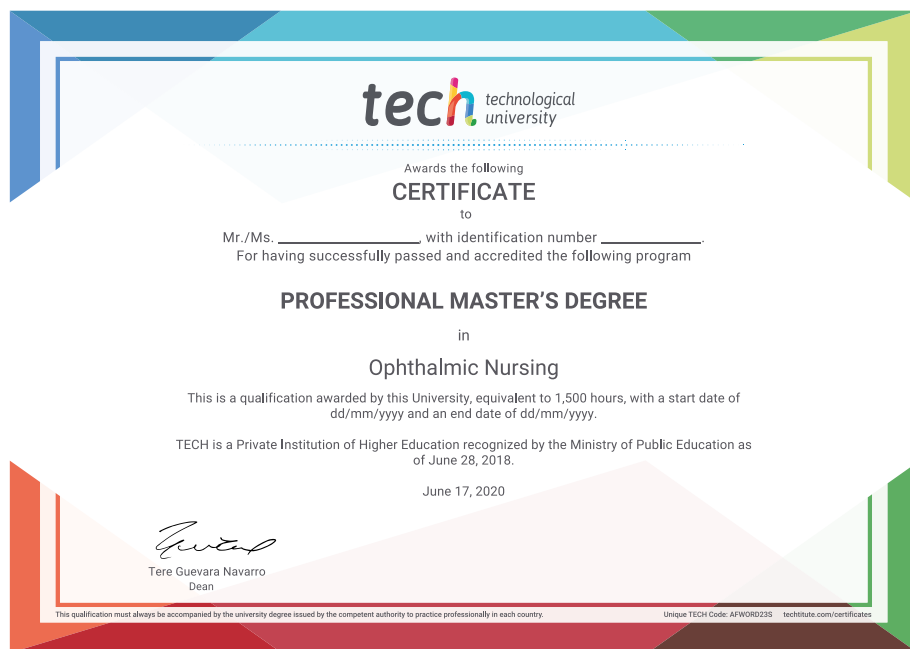 tech technological
university
Awards the following
CERTIFICATE
to
Mr./Ms. ________________, with identification number ____________.
For having successfully passed and accredited the following program
PROFESSIONAL MASTER'S DEGREE
in
Ophthalmic Nursing
This is a qualification awarded by this University, equivalent to 1,500 hours, with a start date of
dd/mm/yyyy and an end date of dd/mm/yyyy.
TECH is a Private Institution of Higher Education recognized by the Ministry of Public Education as
of June 28, 2018.
June 17, 2020
Tere Guevara Navarro
Dean
This qualification must always be accompanied by the university degree issued by the competent authority to practice professionally in each country.
Unique TECH Code: AFWORD23S techtitute.com/certificates